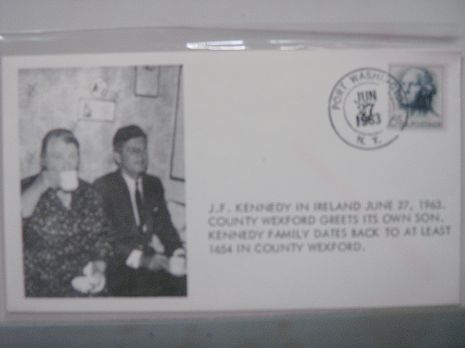 PORT WASHINGTON
JUN
27
1963
N. Y.
J.F. KENNEDY IN IRELAND JUNE 27, 1963.
COUNTY WEXFORD GREETS ITS OWN SON.
KENNEDY FAMILY DATES BACK TO AT LEAST
1654 IN COUNTY WEXFORD.